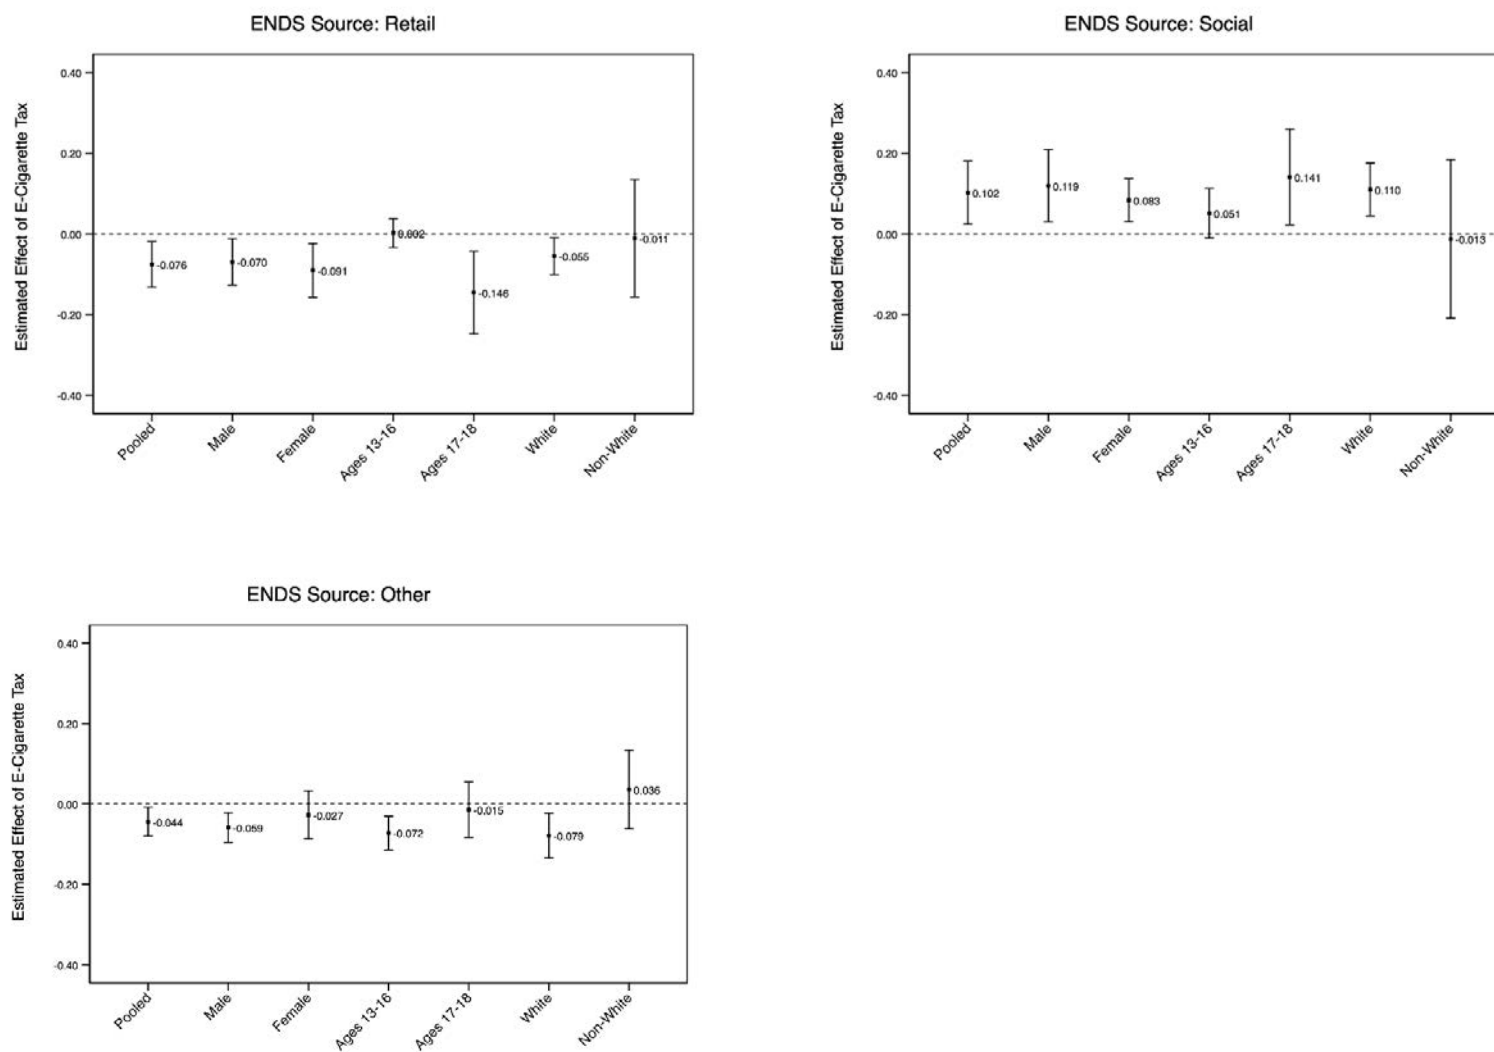 ENDS Source: Retail
Estimated Effect of E-Cigarette Tax
0.40
0.20
0.00
-0.20
-0.40
-0.076
-0.070
-0.091
0.002
-0.146
-0.055
-0.011
Pooled
Male
Female
Ages 13-16
Ages 17-18
White
Non-White
ENDS Source: Social
Estimated Effect of E-Cigarette Tax
0.40
0.20
0.00
-0.20
-0.40
0.102
0.119
0.083
0.051
0.141
0.110
-0.013
Pooled
Male
Female
Ages 13-16
Ages 17-18
White
Non-White
ENDS Source: Other
Estimated Effect of E-Cigarette Tax
0.40
0.20
0.00
-0.20
-0.40
-0.044
-0.059
-0.027
-0.072
-0.015
-0.079
0.036
Pooled
Male
Female
Ages 13-16
Ages 17-18
White
Non-White